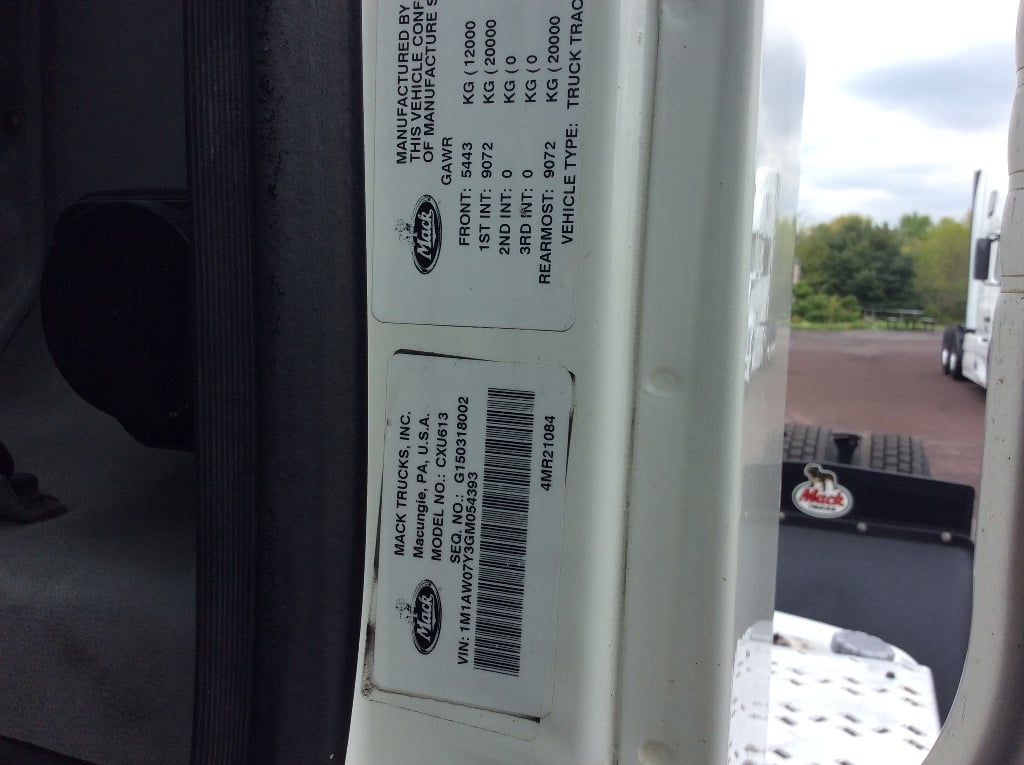 MANUFACTURED BY
THIS VEHICLE CONF
OF MANUFACTURE S
Mack
GAWR
FRONT: 5443 KG ( 12000
1ST INT: 9072 KG ( 20000
2ND INT: 0 KG ( 0
3RD INT: 0 KG ( 0
REARMOST: 9072 KG ( 20000
VEHICLE TYPE: TRUCK TRAC
Mack
MACK TRUCKS, INC.
Macungie, PA, U.S.A.
MODEL NO.: CXU613
SEQ. NO.: G150318002
VIN: 1M1AW07Y3GM054393
4MR21084
Mack
TRUCKS